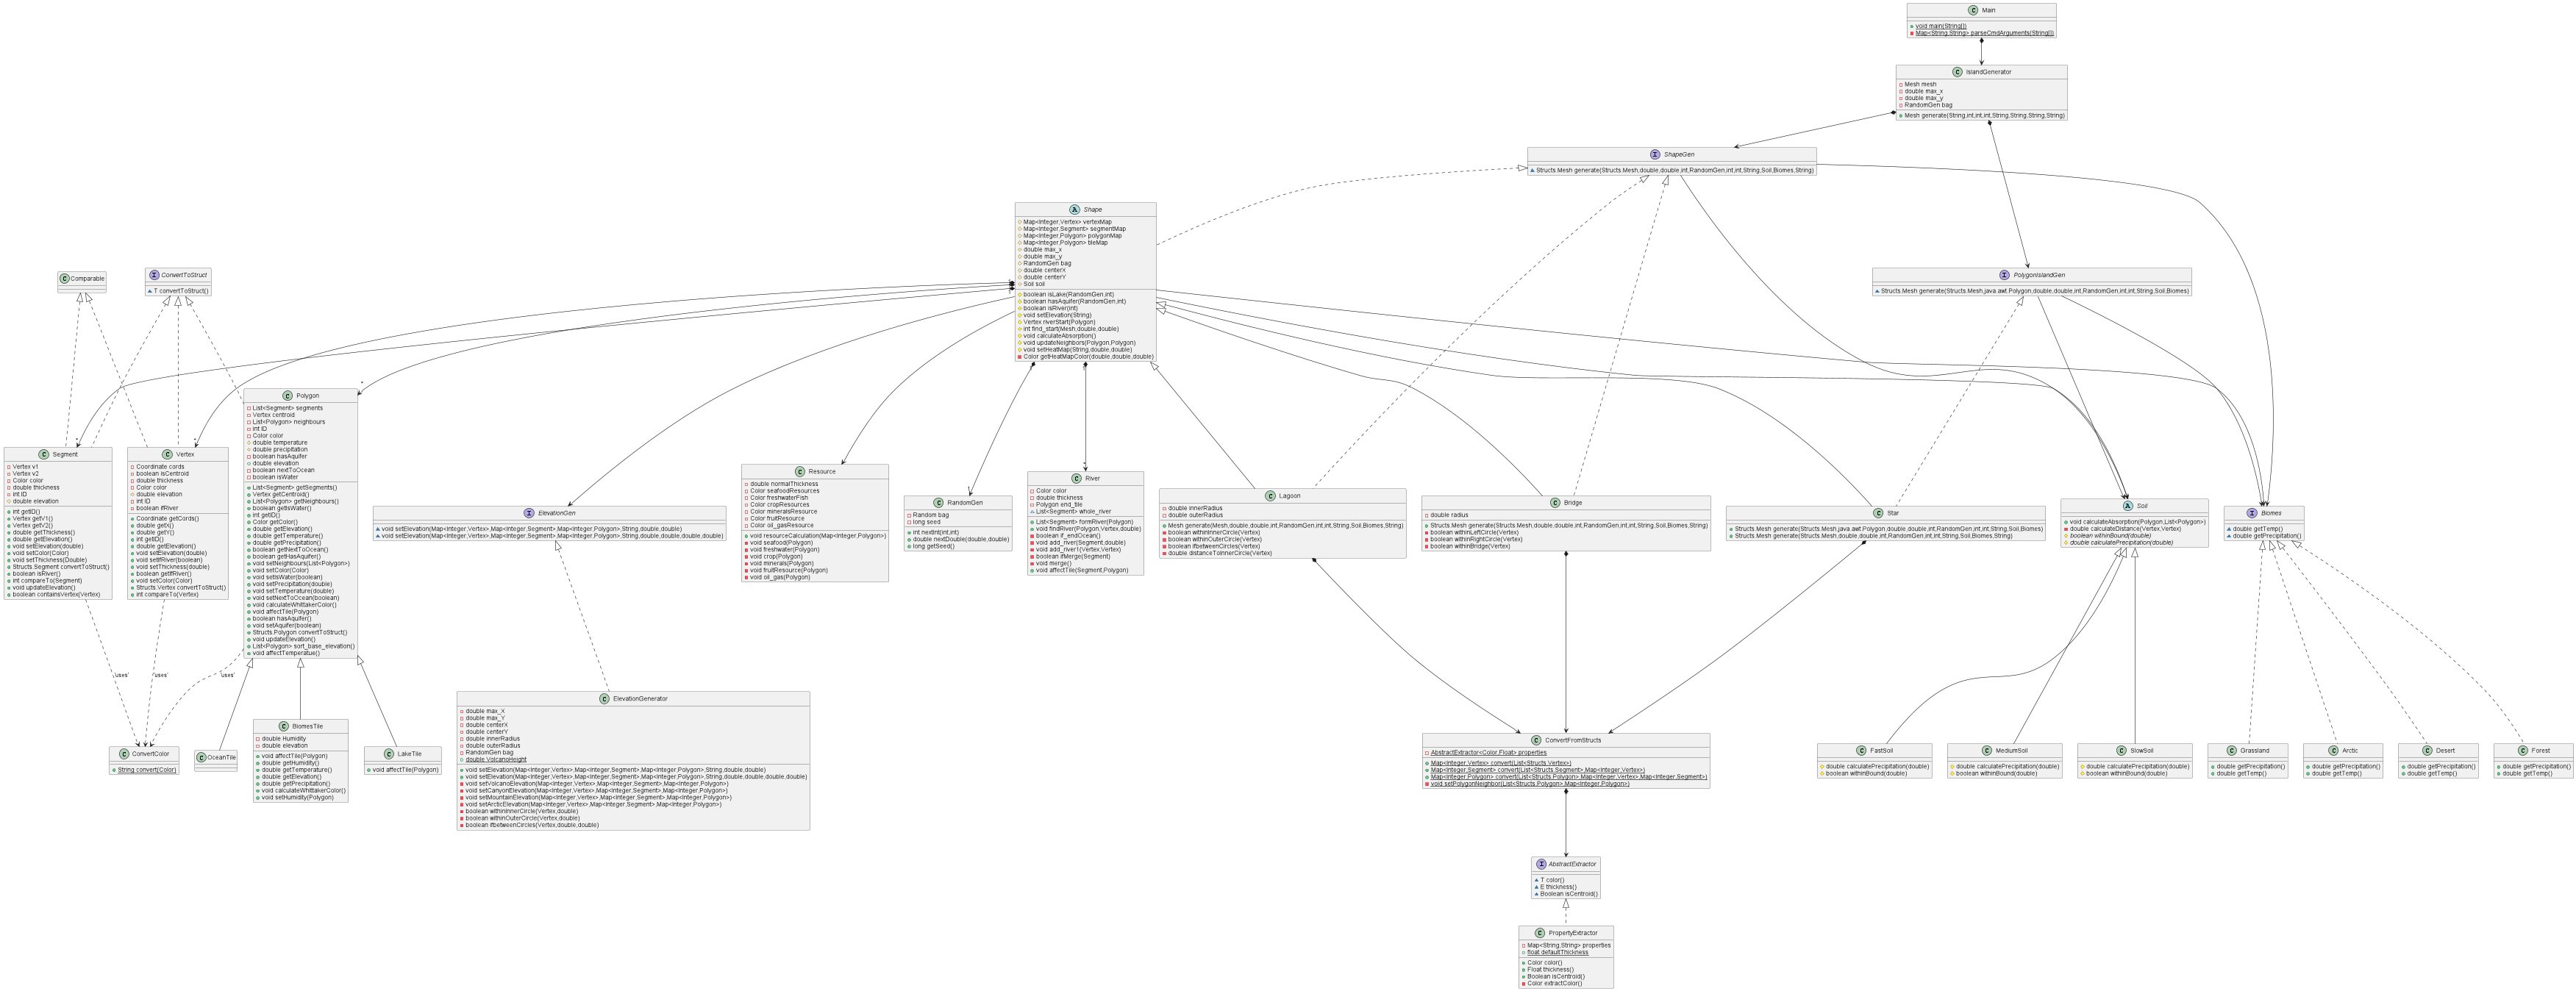 Main
void main(String[])
Map<String,String> parseCmdArguments(String[])
IslandGenerator
Mesh mesh
double max_x
double max_y
RandomGen bag
Mesh generate(String,int,int,int,String,String,String,String)
ShapeGen
Structs.Mesh generate(Structs.Mesh,double,double,int,RandomGen,int,int,String,Soil,Biomes,String)
Shape
Map<Integer,Vertex> vertexMap
Map<Integer,Segment> segmentMap
Map<Integer,Polygon> polygonMap
Map<Integer,Polygon> tileMap
double max_x
double max_y
RandomGen bag
double centerX
double centerY
Soil soil
boolean isLake(RandomGen,int)
boolean hasAquifer(RandomGen,int)
boolean isRiver(int)
void setElevation(String)
Vertex riverStart(Polygon)
int find_start(Mesh,double,double)
void calculateAbsorption()
void updateNeighbors(Polygon,Polygon)
void setHeatMap(String,double,double)
Color getHeatMapColor(double,double,double)
Comparable
ConvertToStruct
T convertToStruct()
PolygonIslandGen
Structs.Mesh generate(Structs.Mesh,java.awt.Polygon,double,double,int,RandomGen,int,int,String,Soil,Biomes)
Polygon
List<Segment> segments
Vertex centroid
List<Polygon> neighbours
int ID
Color color
double temperature
double precipitation
boolean hasAquifer
double elevation
boolean nextToOcean
boolean isWater
List<Segment> getSegments()
Vertex getCentroid()
List<Polygon> getNeighbours()
boolean getIsWater()
int getID()
Color getColor()
double getElevation()
double getTemperature()
double getPrecipitation()
boolean getHasAquifer()
boolean getNextToOcean()
void setNeighbours(List<Polygon>)
void setColor(Color)
void setIsWater(boolean)
void setPrecipitation(double)
void setTemperature(double)
void setNextToOcean(boolean)
void calculateWhittakerColor()
void affectTile(Polygon)
boolean hasAquifer()
void setAquifer(boolean)
Structs.Polygon convertToStruct()
void updateElevation()
List<Polygon> sort_base_elevation()
void affectTemperatue()
Segment
Vertex v1
Vertex v2
Color color
double thickness
int ID
double elevation
int getID()
Vertex getV1()
Vertex getV2()
double getThickness()
double getElevation()
void setElevation(double)
void setColor(Color)
void setThickness(Double)
Structs.Segment convertToStruct()
boolean isRiver()
int compareTo(Segment)
void updateElevation()
boolean containsVertex(Vertex)
Vertex
Coordinate cords
boolean isCentroid
double thickness
Color color
double elevation
int ID
boolean ifRiver
Coordinate getCords()
double getX()
double getY()
int getID()
double getElevation()
void setElevation(double)
void setIfRiver(boolean)
boolean getIfRiver()
void setThickness(double)
void setColor(Color)
Structs.Vertex convertToStruct()
int compareTo(Vertex)
Resource
double normalThickness
Color seafoodResources
Color freshwaterFish
Color cropResources
Color mineralsResource
Color fruitResource
Color oil_gasResource
void resourceCalculation(Map<Integer,Polygon>)
void seafood(Polygon)
void freshwater(Polygon)
void crop(Polygon)
void minerals(Polygon)
void fruitResource(Polygon)
void oil_gas(Polygon)
RandomGen
Random bag
long seed
int nextInt(int,int)
double nextDouble(double,double)
long getSeed()
River
Color color
double thickness
Polygon end_tile
List<Segment> whole_river
List<Segment> formRiver(Polygon)
void findRiver(Polygon,Vertex,double)
boolean if_endOcean()
void add_river(Segment,double)
void add_river1(Vertex,Vertex)
void merge()
boolean ifMerge(Segment)
void affectTile(Segment,Polygon)
ElevationGen
void setElevation(Map<Integer,Vertex>,Map<Integer,Segment>,Map<Integer,Polygon>,String,double,double)
void setElevation(Map<Integer,Vertex>,Map<Integer,Segment>,Map<Integer,Polygon>,String,double,double,double,double)
Lagoon
double innerRadius
double outerRadius
Mesh generate(Mesh,double,double,int,RandomGen,int,int,String,Soil,Biomes,String)
boolean withinInnerCircle(Vertex)
boolean withinOuterCircle(Vertex)
boolean ifbetweenCircles(Vertex)
double distanceToInnerCircle(Vertex)
Bridge
double radius
Structs.Mesh generate(Structs.Mesh,double,double,int,RandomGen,int,int,String,Soil,Biomes,String)
boolean withinLeftCircle(Vertex)
boolean withinRightCircle(Vertex)
boolean withinBridge(Vertex)
Star
Structs.Mesh generate(Structs.Mesh,java.awt.Polygon,double,double,int,RandomGen,int,int,String,Soil,Biomes)
Structs.Mesh generate(Structs.Mesh,double,double,int,RandomGen,int,int,String,Soil,Biomes,String)
Soil
void calculateAbsorption(Polygon,List<Polygon>)
double calculateDistance(Vertex,Vertex)
boolean withinBound(double)
double calculatePrecipitation(double)
Biomes
double getTemp()
double getPrecipitation()
'uses'
'uses'
'uses'
ConvertColor
String convert(Color)
OceanTile
BiomesTile
double Humidity
double elevation
void affectTile(Polygon)
double getHumidity()
double getTemperature()
double getElevation()
double getPrecipitation()
void calculateWhittakerColor()
void setHumidity(Polygon)
LakeTile
void affectTile(Polygon)
ElevationGenerator
double max_X
double max_Y
double centerX
double centerY
double innerRadius
double outerRadius
RandomGen bag
double VolcanoHeight
void setElevation(Map<Integer,Vertex>,Map<Integer,Segment>,Map<Integer,Polygon>,String,double,double)
void setElevation(Map<Integer,Vertex>,Map<Integer,Segment>,Map<Integer,Polygon>,String,double,double,double,double)
void setVolcanoElevation(Map<Integer,Vertex>,Map<Integer,Segment>,Map<Integer,Polygon>)
void setCanyonElevation(Map<Integer,Vertex>,Map<Integer,Segment>,Map<Integer,Polygon>)
void setMountainElevation(Map<Integer,Vertex>,Map<Integer,Segment>,Map<Integer,Polygon>)
void setArcticElevation(Map<Integer,Vertex>,Map<Integer,Segment>,Map<Integer,Polygon>)
boolean withinInnerCircle(Vertex,double)
boolean withinOuterCircle(Vertex,double)
boolean ifbetweenCircles(Vertex,double,double)
ConvertFromStructs
AbstractExtractor<Color,Float> properties
Map<Integer,Vertex> convert(List<Structs.Vertex>)
Map<Integer,Segment> convert(List<Structs.Segment>,Map<Integer,Vertex>)
Map<Integer,Polygon> convert(List<Structs.Polygon>,Map<Integer,Vertex>,Map<Integer,Segment>)
void setPolygonNeighbor(List<Structs.Polygon>,Map<Integer,Polygon>)
FastSoil
double calculatePrecipitation(double)
boolean withinBound(double)
MediumSoil
double calculatePrecipitation(double)
boolean withinBound(double)
SlowSoil
double calculatePrecipitation(double)
boolean withinBound(double)
Grassland
double getPrecipitation()
double getTemp()
Arctic
double getPrecipitation()
double getTemp()
Desert
double getPrecipitation()
double getTemp()
Forest
double getPrecipitation()
double getTemp()
AbstractExtractor
T color()
E thickness()
Boolean isCentroid()
PropertyExtractor
Map<String,String> properties
float defaultThickness
Color color()
Float thickness()
Boolean isCentroid()
Color extractColor()